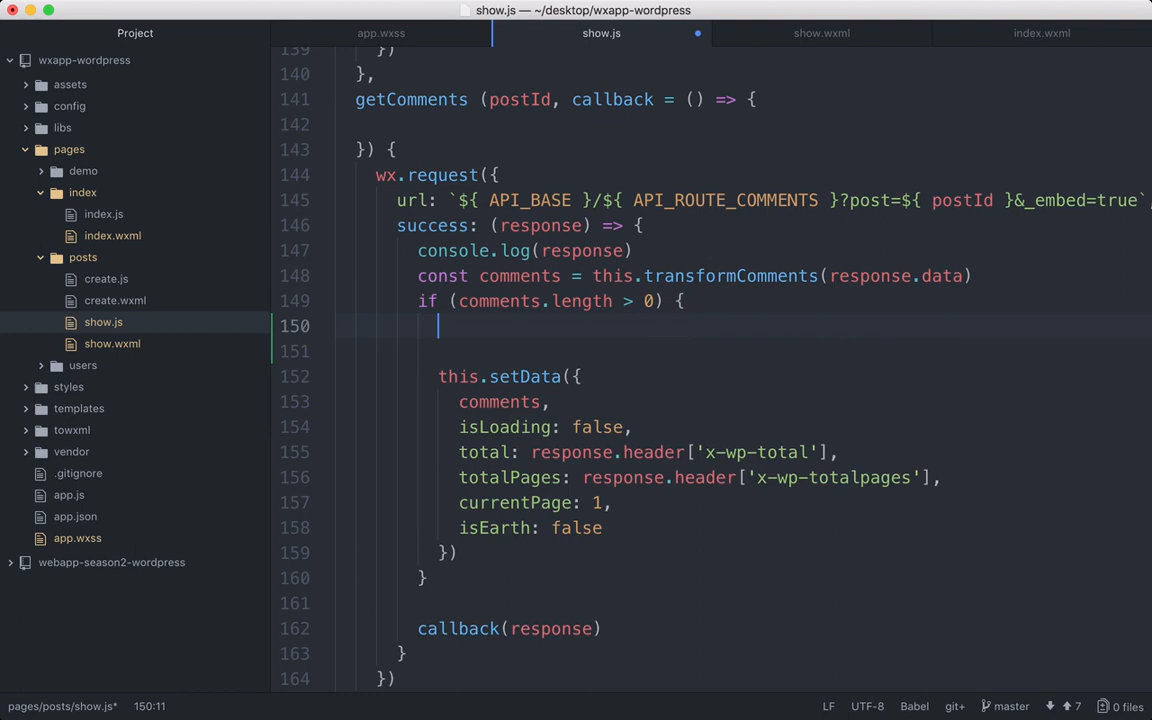 show.js — ~/desktop/wxapp-wordpress
Project
app.wxss
show.js
show.wxml
index.wxml
wxapp-wordpress
assets
config
libs
pages
demo
index
index.js
index.wxml
posts
create.js
create.wxml
show.js
show.wxml
users
styles
templates
towxml
vendor
.gitignore
app.js
app.json
app.wxss
webapp-season2-wordpress
139 })
140 },
141 getComments (postId, callback = () => {
142
143 }) {
144 wx.request({
145 url: `${ API_BASE }/${ API_ROUTE_COMMENTS }?post=${ postId }&_embed=true`,
146 success: (response) => {
147 console.log(response)
148 const comments = this.transformComments(response.data)
149 if (comments.length > 0) {
150
151
152 this.setData({
153 comments,
154 isLoading: false,
155 total: response.header['x-wp-total'],
156 totalPages: response.header['x-wp-totalpages'],
157 currentPage: 1,
158 isEarth: false
159 })
160 }
161
162 callback(response)
163 }
164 })
pages/posts/show.js* 150:11 LF UTF-8 Babel git+ master 7 0 files